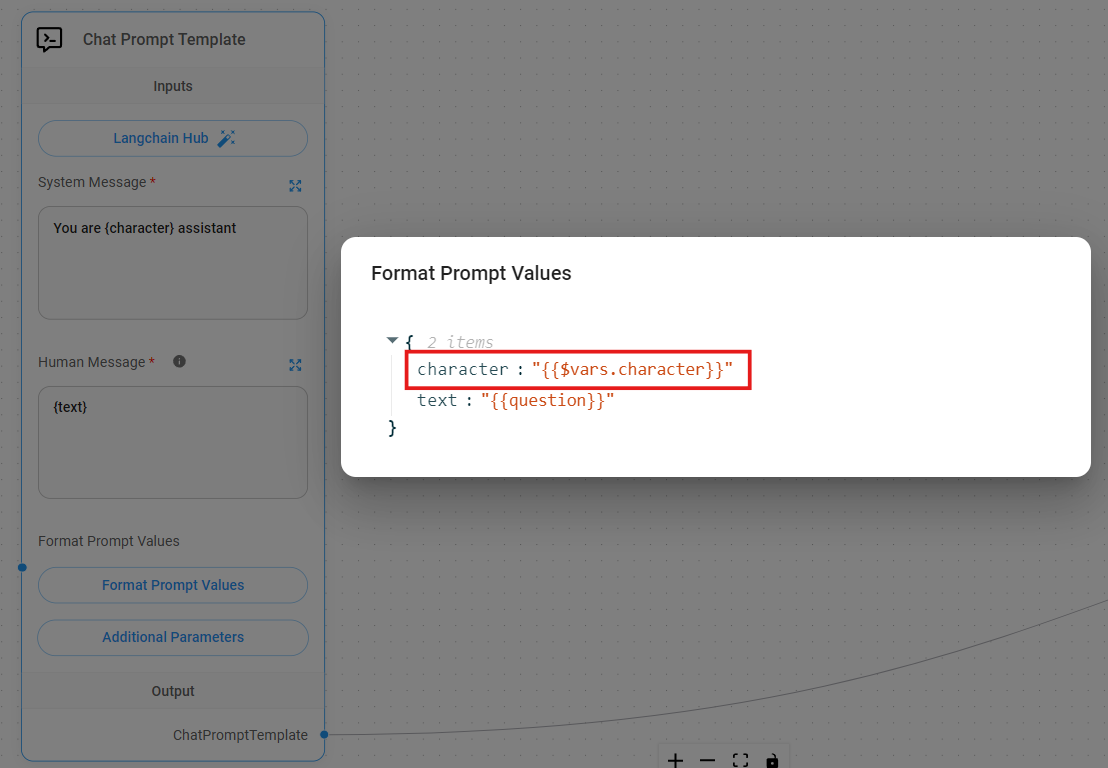 Chat Prompt Template
Inputs
Langchain Hub
System Message *
You are {character} assistant
Human Message *
{text}
Format Prompt Values
Format Prompt Values
Additional Parameters
Output
ChatPromptTemplate
Format Prompt Values
{ 2 items
character : "{{$vars.character}}"
text : "{{question}}"
}